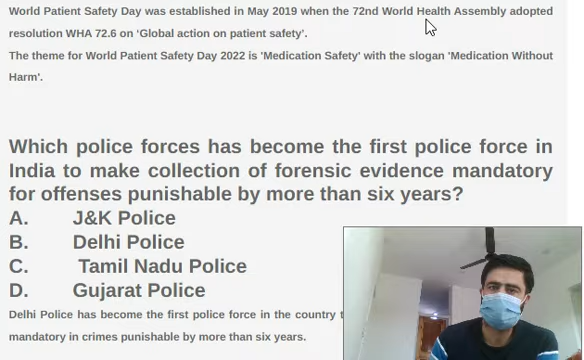 World Patient Safety Day was established in May 2019 when the 72nd World Health Assembly adopted
resolution WHA 72.6 on ‘Global action on patient safety’.
The theme for World Patient Safety Day 2022 is 'Medication Safety' with the slogan 'Medication Without
Harm'.
Which police forces has become the first police force in
India to make collection of forensic evidence mandatory
for offenses punishable by more than six years?
A. J&K Police
B. Delhi Police
C. Tamil Nadu Police
D. Gujarat Police
Delhi Police has become the first police force in the country
mandatory in crimes punishable by more than six years.